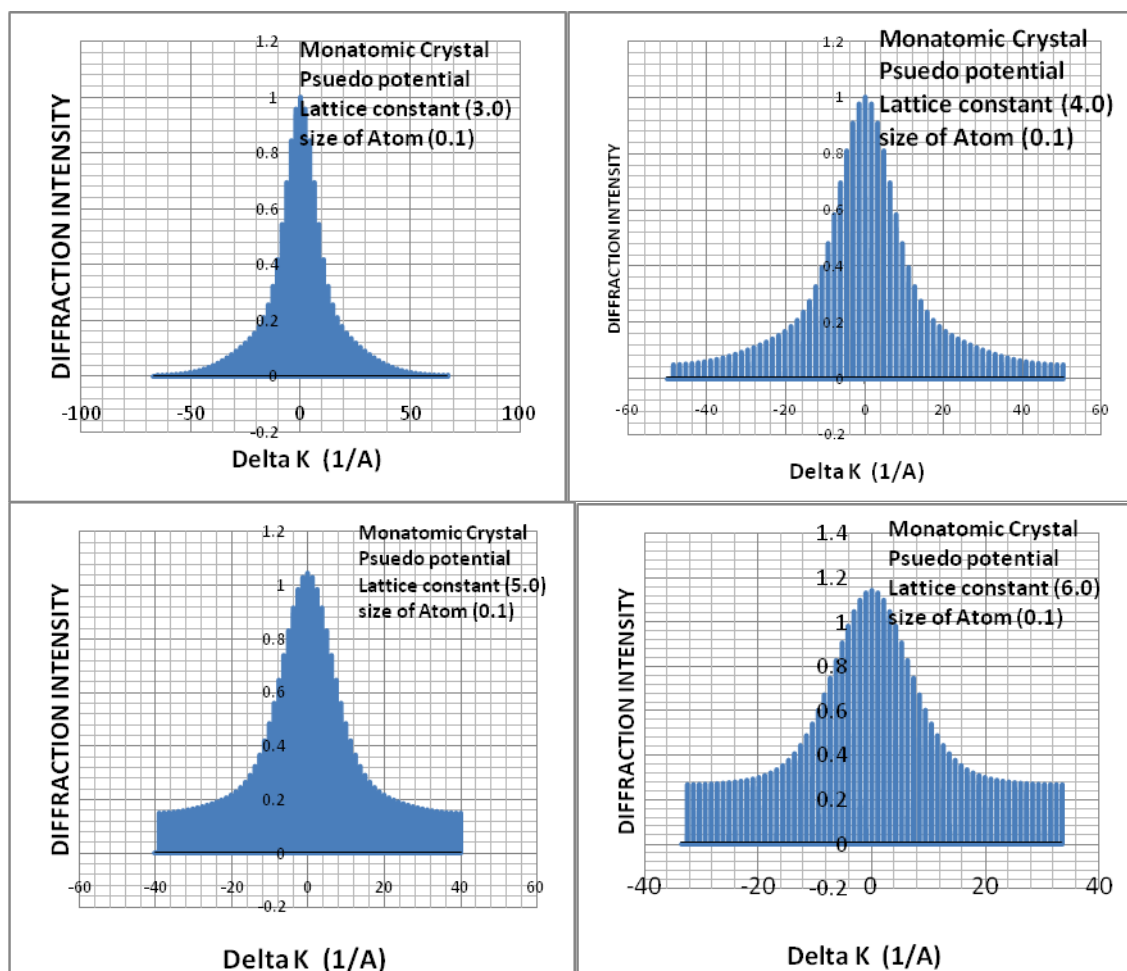 1.2
Monatomic Crystal
Psuedo potential
Lattice constant (3.0)
size of Atom (0.1)
1
0.8
0.6
0.4
0.2
0
-0.2
-100 -50 0 50 100
DIFFRACTION INTENSITY
Delta K (1/A)
1.2
Monatomic Crystal
Psuedo potential
Lattice constant (4.0)
size of Atom (0.1)
1
0.8
0.6
0.4
0.2
0
-0.2
-60 -40 -20 0 20 40 60
DIFFRACTION INTENSITY
Delta K (1/A)
1.2
Monatomic Crystal
Psuedo potential
Lattice constant (5.0)
size of Atom (0.1)
1
0.8
0.6
0.4
0.2
0
-0.2
-60 -40 -20 0 20 40 60
DIFFRACTION INTENSITY
Delta K (1/A)
1.4
Monatomic Crystal
Psuedo potential
Lattice constant (6.0)
size of Atom (0.1)
1.2
1
0.8
0.6
0.4
0.2
0
-0.2
-40 -20 0 20 40
DIFFRACTION INTENSITY
Delta K (1/A)